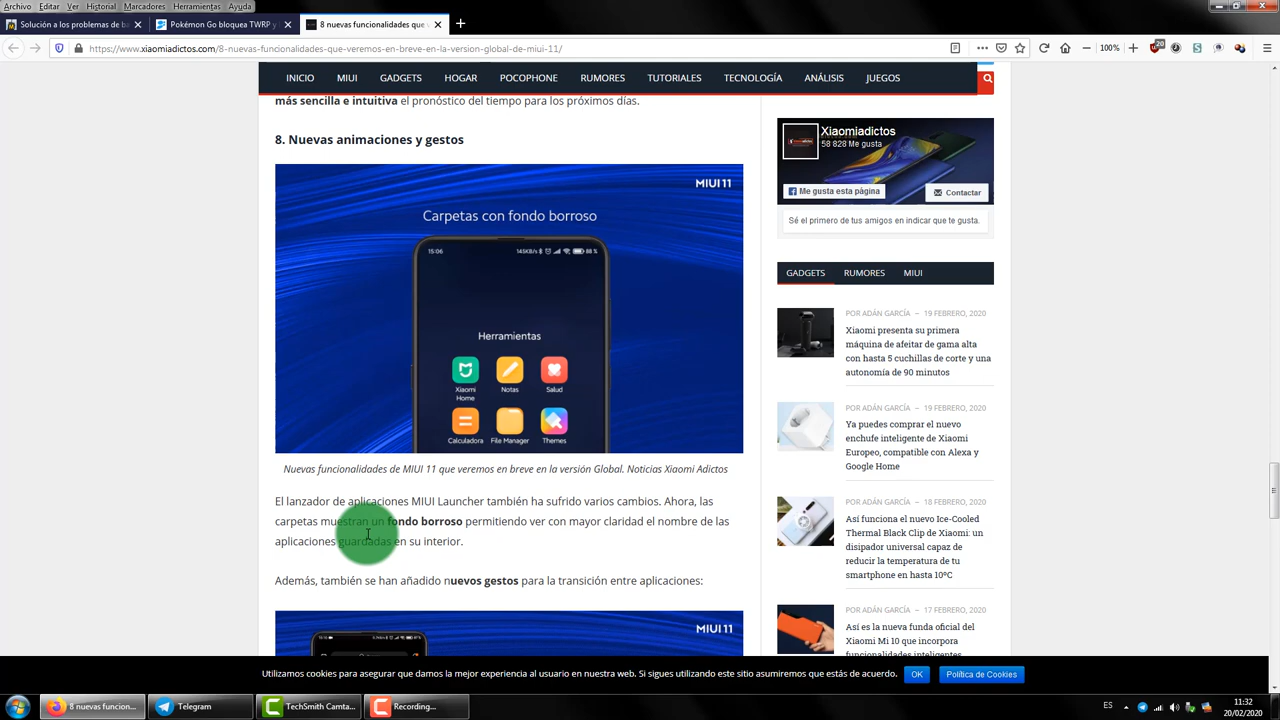 Archivo Editar Ver Historial Marcadores Herramientas Ayuda
Solución a los problemas de ba
Pokémon Go bloquea TWRP y
8 nuevas funcionalidades que v
https://www.xiaomiadictos.com/8-nuevas-funcionalidades-que-veremos-en-breve-en-la-version-global-de-miui-11/
100%
20
INICIO MIUI GADGETS HOGAR POCOPHONE RUMORES TUTORIALES TECNOLOGÍA ANÁLISIS JUEGOS
más sencilla e intuitiva el pronóstico del tiempo para los próximos días.
8. Nuevas animaciones y gestos
MIUI 11
Carpetas con fondo borroso
15:06
145KB/s
88 %
Herramientas
Xiaomi Home
Notas
Salud
Calculadora
File Manager
Themes
Nuevas funcionalidades de MIUI 11 que veremos en breve en la versión Global. Noticias Xiaomi Adictos
El lanzador de aplicaciones MIUI Launcher también ha sufrido varios cambios. Ahora, las
carpetas muestran un fondo borroso permitiendo ver con mayor claridad el nombre de las
aplicaciones guardadas en su interior.
Además, también se han añadido nuevos gestos para la transición entre aplicaciones:
MIUI 11
Xiaomiadictos
58 828 Me gusta
Me gusta esta página
Contactar
Sé el primero de tus amigos en indicar que te gusta.
GADGETS RUMORES MIUI
POR ADÁN GARCÍA – 19 FEBRERO, 2020
Xiaomi presenta su primera
máquina de afeitar de gama alta
con hasta 5 cuchillas de corte y una
autonomía de 90 minutos
POR ADÁN GARCÍA – 19 FEBRERO, 2020
Ya puedes comprar el nuevo
enchufe inteligente de Xiaomi
Europeo, compatible con Alexa y
Google Home
POR ADÁN GARCÍA – 18 FEBRERO, 2020
Así funciona el nuevo Ice-Cooled
Thermal Black Clip de Xiaomi: un
disipador universal capaz de
reducir la temperatura de tu
smartphone en hasta 10ºC
POR ADÁN GARCÍA – 17 FEBRERO, 2020
Así es la nueva funda oficial del
Xiaomi Mi 10 que incorpora
funcionalidades inteligentes
Utilizamos cookies para asegurar que damos la mejor experiencia al usuario en nuestra web. Si sigues utilizando este sitio asumiremos que estás de acuerdo.
OK
Política de Cookies
8 nuevas funcion...
Telegram
TechSmith Camta...
Recording...
ES
11:32
20/02/2020